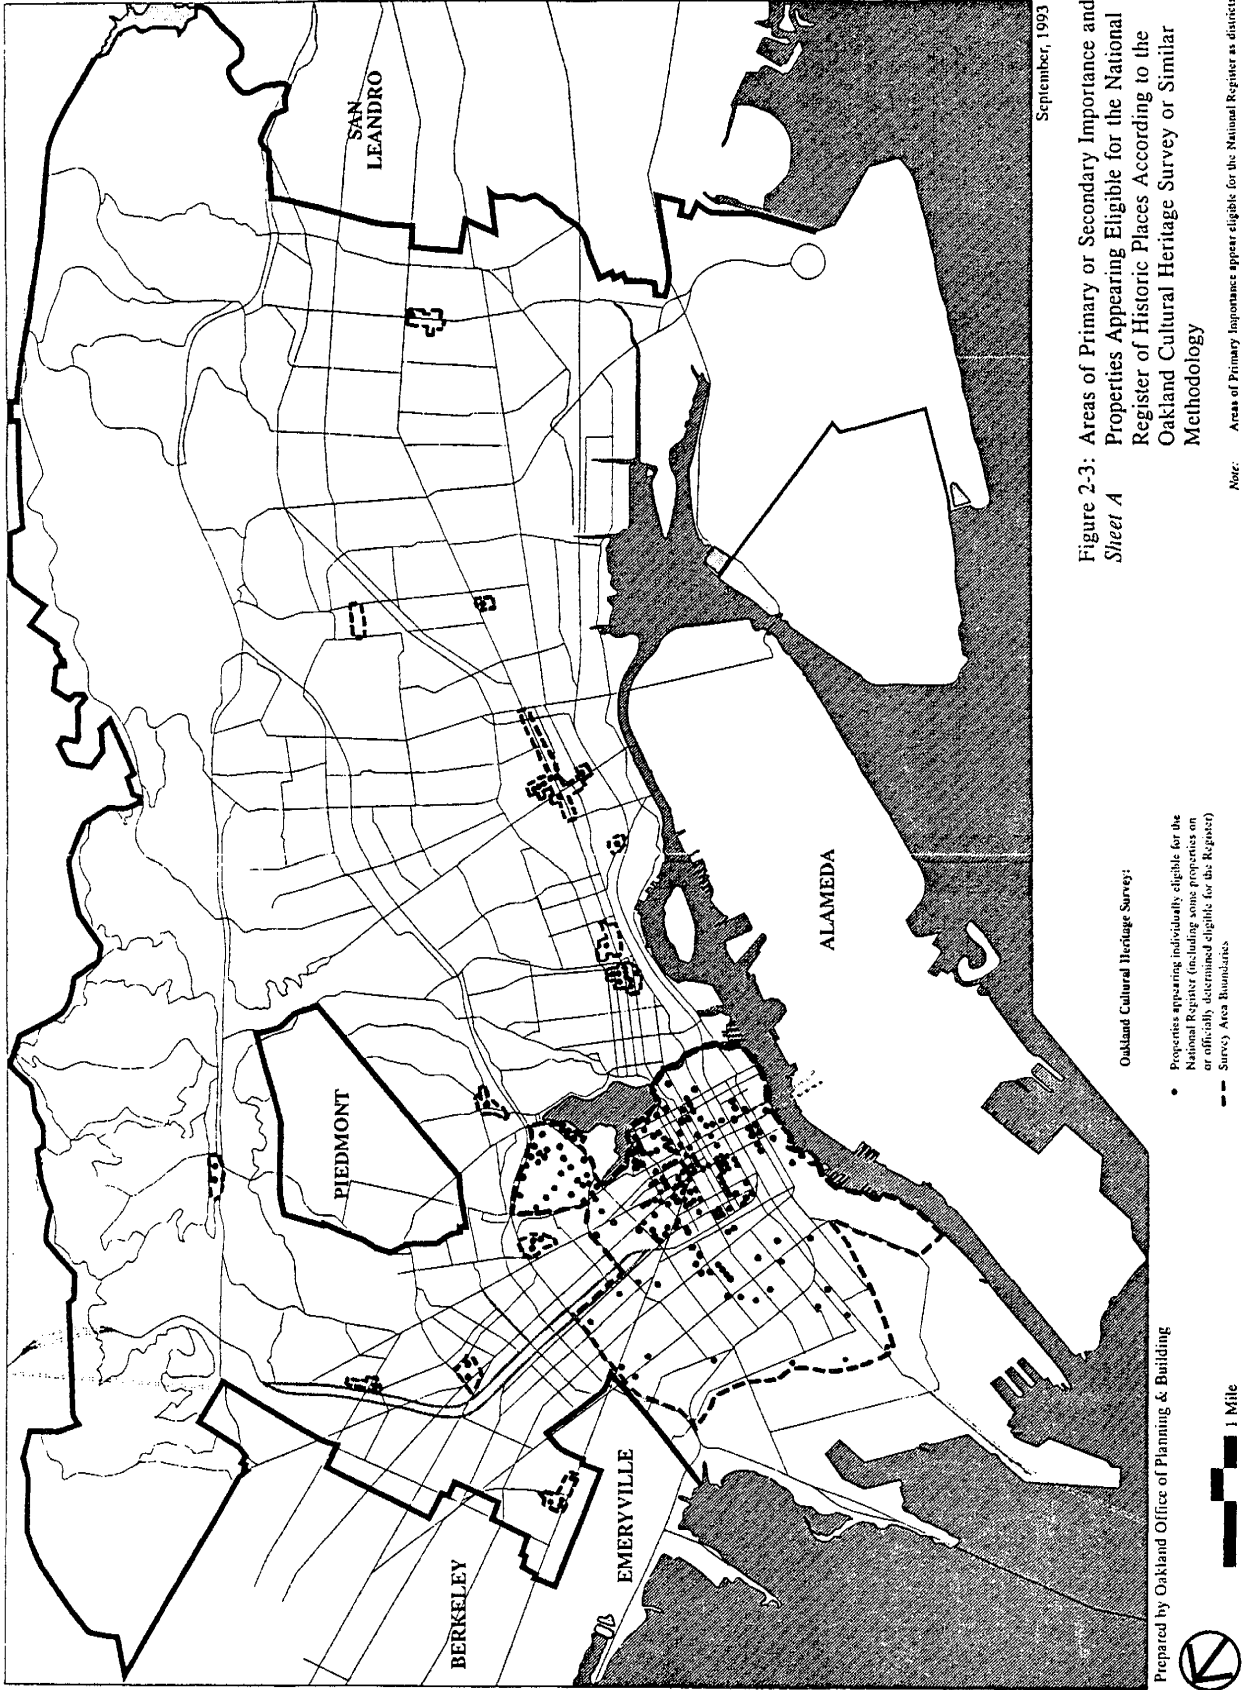 SAN
LEANDRO
PIEDMONT
ALAMEDA
BERKELEY
EMERYVILLE
September, 1993
Figure 2-3: Areas of Primary or Secondary Importance and
Sheet A Properties Appearing Eligible for the National
Register of Historic Places According to the
Oakland Cultural Heritage Survey or Similar
Methodology
Note: Areas of Primary Importance appear eligible for the National Register as districts
Oakland Cultural Heritage Survey:
• Properties appearing individually eligible for the
National Register (including some properties on
or officially determined eligible for the Register)
Survey Area Boundaries
Prepared by Oakland Office of Planning & Building
1 Mile